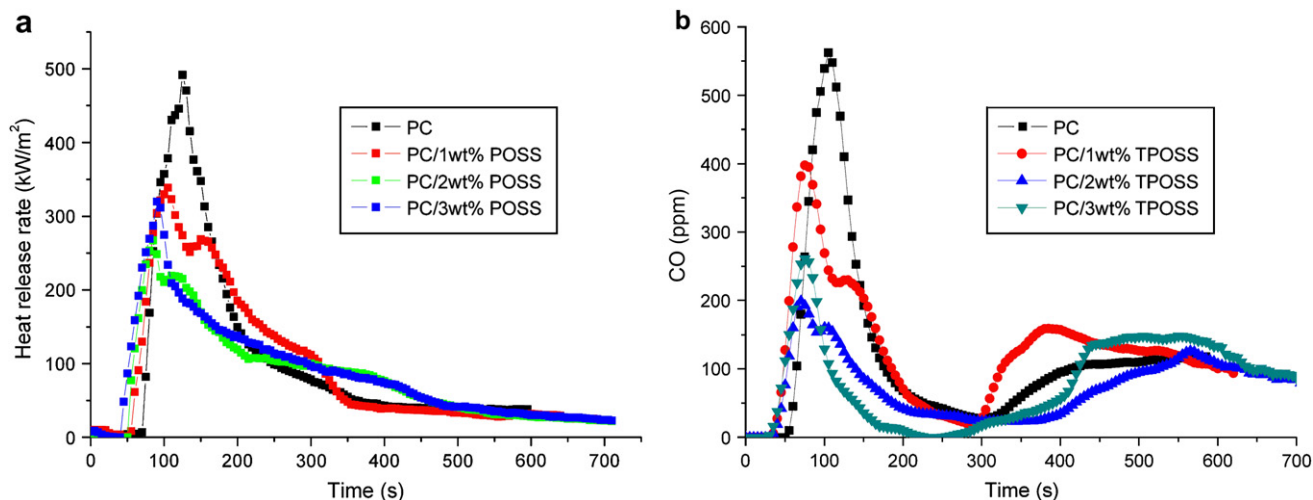 a
Heat release rate (kW/m²)
500
400
300
200
100
0
0 100 200 300 400 500 600 700
Time (s)
PC
PC/1wt% POSS
PC/2wt% POSS
PC/3wt% POSS
b
CO (ppm)
600
500
400
300
200
100
0
0 100 200 300 400 500 600 700
Time (s)
PC
PC/1wt% TPOSS
PC/2wt% TPOSS
PC/3wt% TPOSS